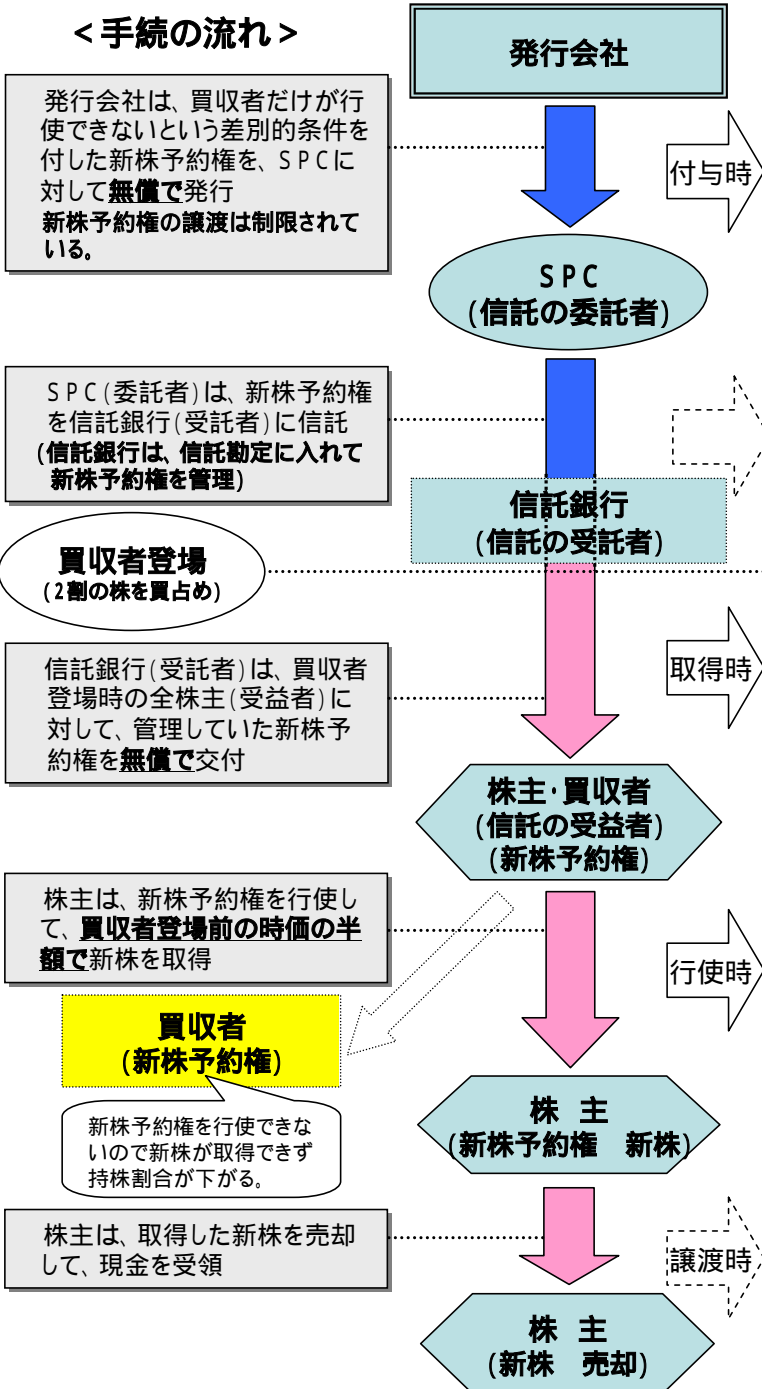 <手続の流れ>
発行会社
発行会社は、買収者だけが行
使できないという差別的条件を
付した新株予約権を、SPCに
対して無償で発行
新株予約権の譲渡は制限されて
いる。
付与時
SPC
(信託の委託者)
SPC(委託者)は、新株予約権
を信託銀行(受託者)に信託
(信託銀行は、信託勘定に入れて
新株予約権を管理)
信託銀行
(信託の受託者)
買収者登場
(2割の株を買占め)
信託銀行(受託者)は、買収者
登場時の全株主(受益者)に
対して、管理していた新株予
約権を無償で交付
取得時
株主・買収者
(信託の受益者)
(新株予約権)
株主は、新株予約権を行使し
て、買収者登場前の時価の半
額で新株を取得
行使時
買収者
(新株予約権)
新株予約権を行使できな
いので新株が取得できず
持株割合が下がる。
株 主
(新株予約権 新株)
株主は、取得した新株を売却
して、現金を受領
譲渡時
株 主
(新株 売却)